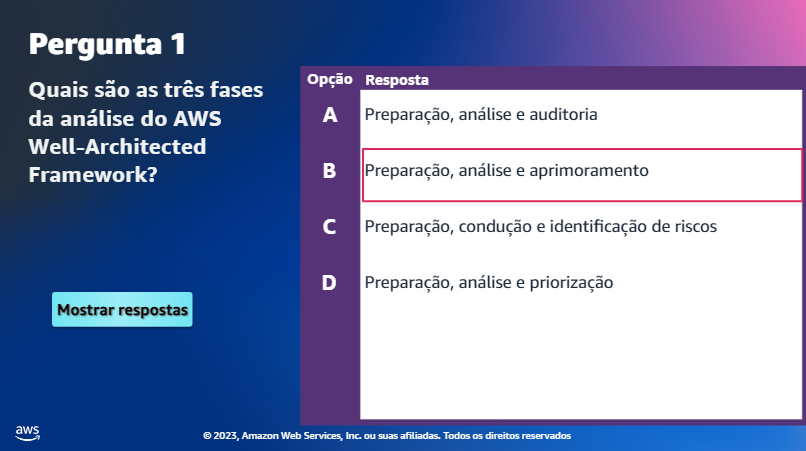 Pergunta 1
Quais são as três fases
da análise do AWS
Well-Architected
Framework?
Mostrar respostas
Opção Resposta
A Preparação, análise e auditoria
B Preparação, análise e aprimoramento
C Preparação, condução e identificação de riscos
D Preparação, análise e priorização
aws
© 2023, Amazon Web Services, Inc. ou suas afiliadas. Todos os direitos reservados